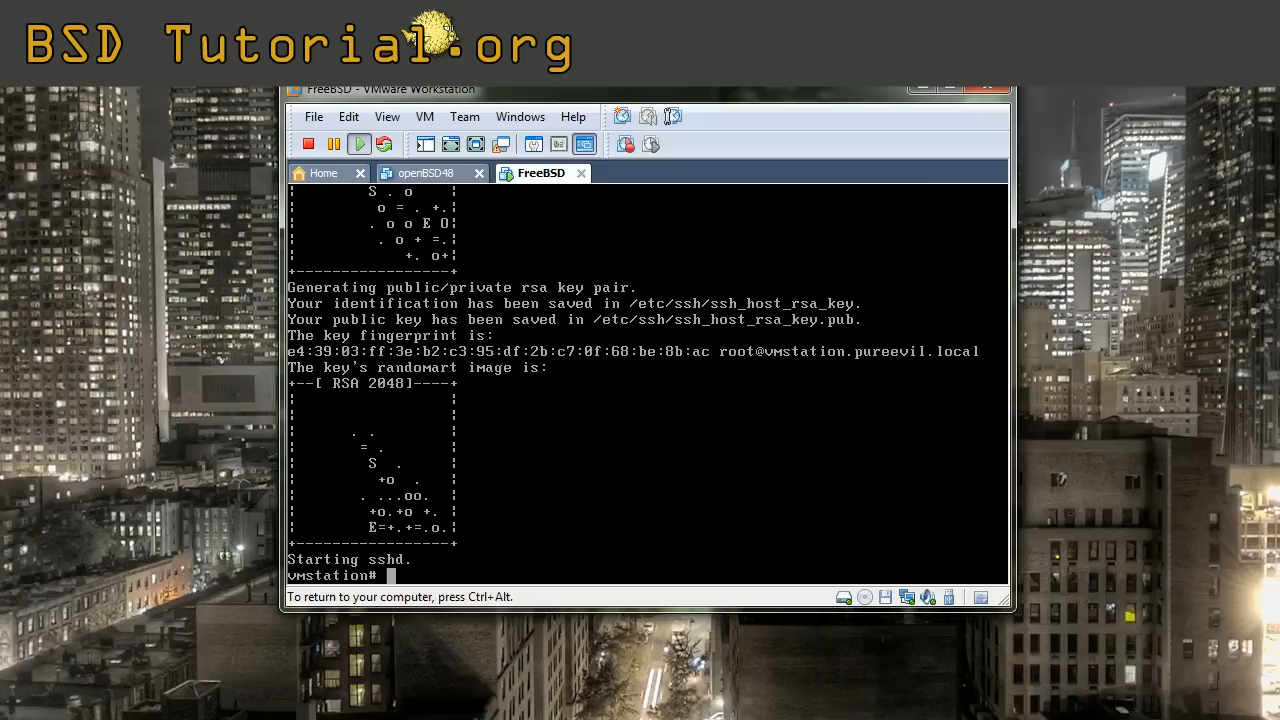 BSD Tutorial.org
FreeBSD - VMware Workstation
File Edit View VM Team Windows Help
Home openBSD48 FreeBSD
S . o
o = . +.
. o o E O
. o + =.
+. o+
+-----------------+
Generating public/private rsa key pair.
Your identification has been saved in /etc/ssh/ssh_host_rsa_key.
Your public key has been saved in /etc/ssh/ssh_host_rsa_key.pub.
The key fingerprint is:
e4:39:03:ff:3e:b2:c3:95:df:2b:c7:0f:68:be:8b:ac root@vmstation.pureevil.local
The key's randomart image is:
+--[ RSA 2048]----+
. .
= .
S .
+o .
. ...oo.
+o.+o +.
E=+.+=.o.
+-----------------+
Starting sshd.
vmstation#
To return to your computer, press Ctrl+Alt.